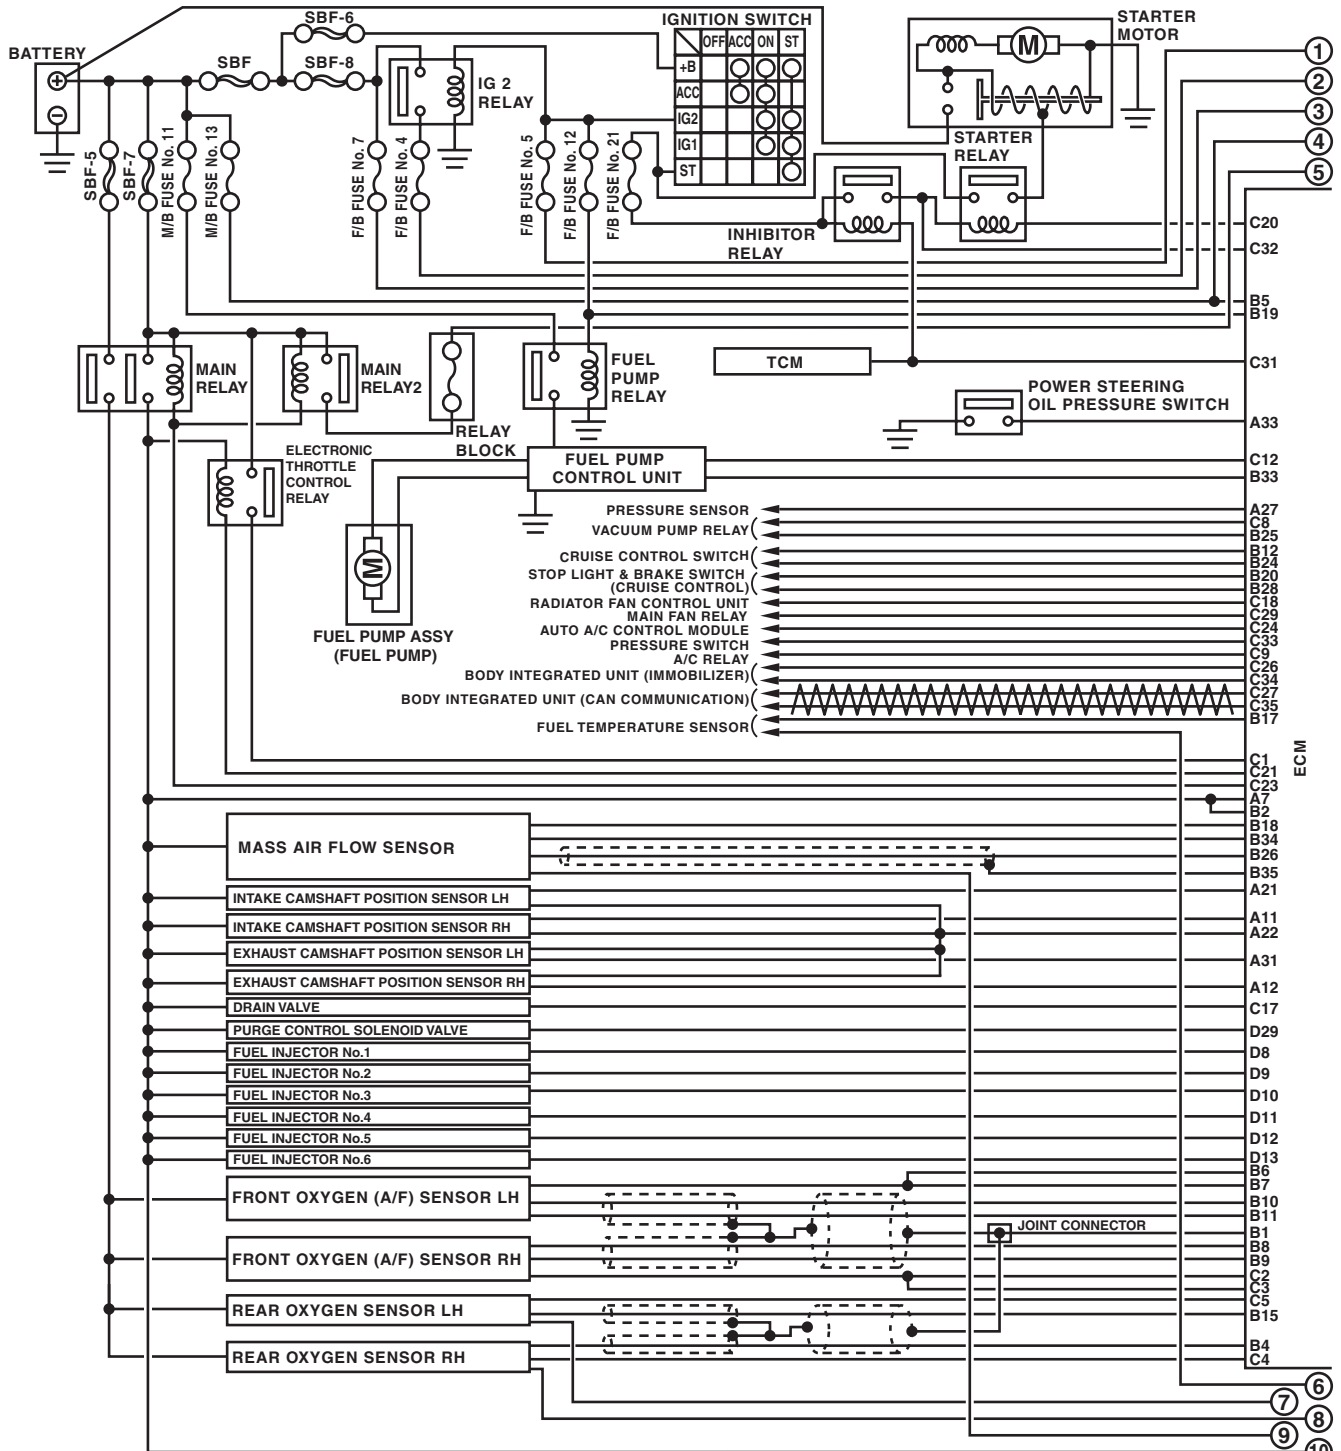 SBF-6
IGNITION SWITCH
STARTER
MOTOR
BATTERY
SBF
SBF-8
OFF ACC ON ST
+B
ACC
IG2
IG1
ST
M
IG 2
RELAY
STARTER
RELAY
1
2
3
4
5
SBF-5
SBF-7
M/B FUSE No. 11
M/B FUSE No. 13
F/B FUSE No. 7
F/B FUSE No. 4
F/B FUSE No. 5
F/B FUSE No. 12
F/B FUSE No. 21
INHIBITOR
RELAY
C20
C32
B5
B19
MAIN
RELAY
MAIN
RELAY2
FUEL
PUMP
RELAY
TCM
C31
POWER STEERING
OIL PRESSURE SWITCH
A33
RELAY
BLOCK
ELECTRONIC
THROTTLE
CONTROL
RELAY
FUEL PUMP
CONTROL UNIT
C12
B33
M
FUEL PUMP ASSY
(FUEL PUMP)
PRESSURE SENSOR A27
VACUUM PUMP RELAY C8
B25
CRUISE CONTROL SWITCH B12
B24
STOP LIGHT & BRAKE SWITCH B20
(CRUISE CONTROL) B28
RADIATOR FAN CONTROL UNIT C18
MAIN FAN RELAY C29
AUTO A/C CONTROL MODULE C24
PRESSURE SWITCH C33
A/C RELAY C9
BODY INTEGRATED UNIT (IMMOBILIZER) C26
C34
BODY INTEGRATED UNIT (CAN COMMUNICATION) C27
C35
FUEL TEMPERATURE SENSOR B17
ECM
C1
C21
C23
A7
B2
MASS AIR FLOW SENSOR
B18
B34
B26
B35
INTAKE CAMSHAFT POSITION SENSOR LH A21
INTAKE CAMSHAFT POSITION SENSOR RH A11
A22
EXHAUST CAMSHAFT POSITION SENSOR LH A31
EXHAUST CAMSHAFT POSITION SENSOR RH A12
DRAIN VALVE C17
PURGE CONTROL SOLENOID VALVE D29
FUEL INJECTOR No.1 D8
FUEL INJECTOR No.2 D9
FUEL INJECTOR No.3 D10
FUEL INJECTOR No.4 D11
FUEL INJECTOR No.5 D12
FUEL INJECTOR No.6 D13
B6
FRONT OXYGEN (A/F) SENSOR LH B7
B10
B11
JOINT CONNECTOR B1
B8
FRONT OXYGEN (A/F) SENSOR RH B9
C2
C3
C5
REAR OXYGEN SENSOR LH B15
B4
REAR OXYGEN SENSOR RH C4
6
7
8
9
10